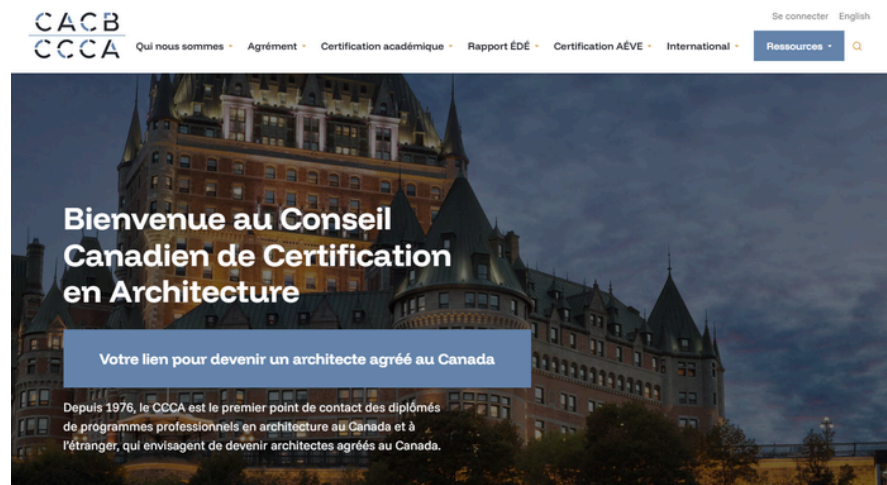 Se connecter English
CACB
CCCA
Qui nous sommes Agrément Certification académique Rapport ÉDÉ Certification AÉVE International Ressources
Bienvenue au Conseil
Canadien de Certification
en Architecture
Votre lien pour devenir un architecte agréé au Canada
Depuis 1976, le CCCA est le premier point de contact des diplômés
de programmes professionnels en architecture au Canada et à
l'étranger, qui envisagent de devenir architectes agréés au Canada.